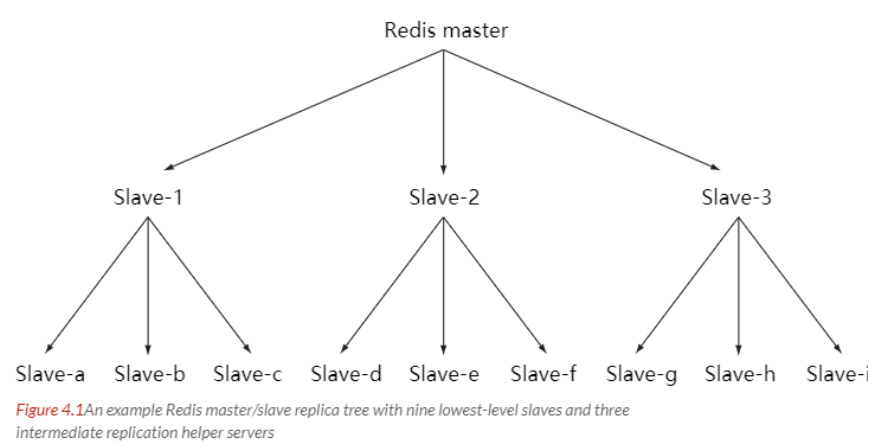 Redis master
Slave-1 Slave-2 Slave-3
Slave-a Slave-b Slave-c Slave-d Slave-e Slave-f Slave-g Slave-h Slave-i
Figure 4.1An example Redis master/slave replica tree with nine lowest-level slaves and three
intermediate replication helper servers